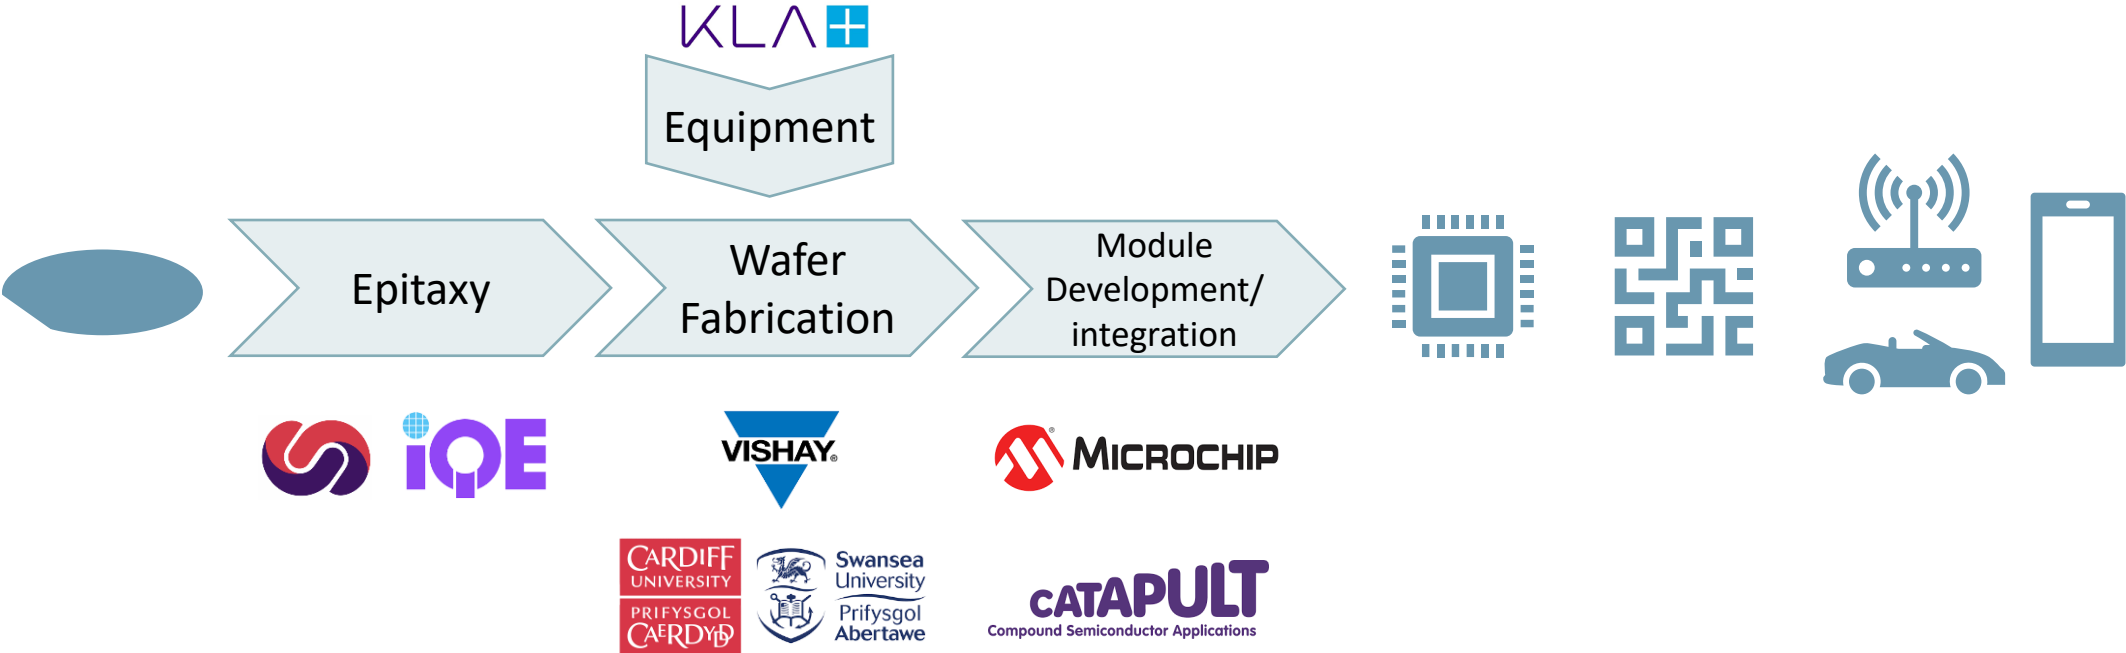 KLA
Equipment
Epitaxy
Wafer
Fabrication
Module
Development/
integration
iQE
VISHAY®
®
MICROCHIP
CARDIFF
UNIVERSITY
PRIFYSGOL
CAERDYDD
Swansea
University
Prifysgol
Abertawe
CATAPULT
Compound Semiconductor Applications